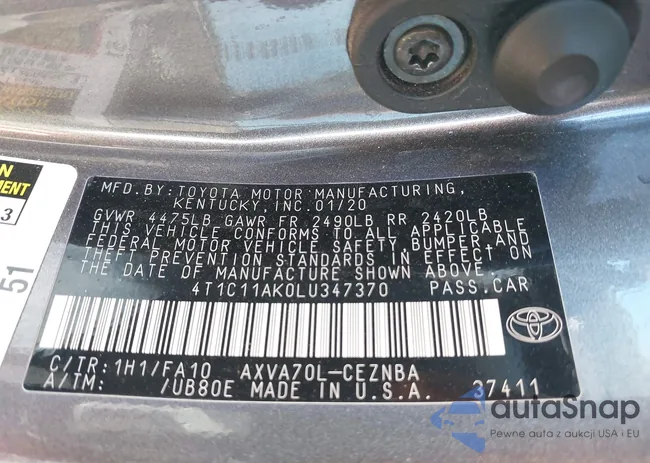 MFD. BY: TOYOTA MOTOR MANUFACTURING,
KENTUCKY, INC. 01/20
GVWR 4475LB GAWR FR 2490LB RR 2420LB
THIS VEHICLE CONFORMS TO ALL APPLICABLE
FEDERAL MOTOR VEHICLE SAFETY, BUMPER, AND
THEFT PREVENTION STANDARDS IN EFFECT ON
THE DATE OF MANUFACTURE SHOWN ABOVE.
4T1C11AK0LU347370 PASS.CAR
C/TR: 1H1/FA10 AXVA70L-CEZNBA
A/TM: /UB80E MADE IN U.S.A. 37411
3
51
autaSnap
Pewne auta z aukcji USA i EU